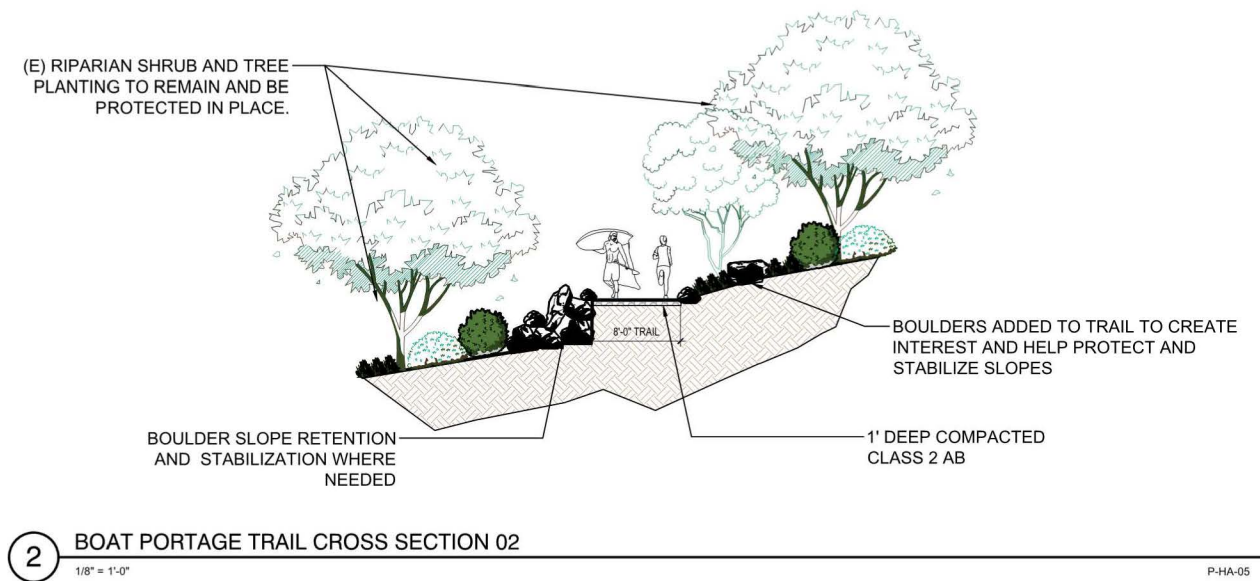 (E) RIPARIAN SHRUB AND TREE
PLANTING TO REMAIN AND BE
PROTECTED IN PLACE.
8'-0" TRAIL
BOULDERS ADDED TO TRAIL TO CREATE
INTEREST AND HELP PROTECT AND
STABILIZE SLOPES
BOULDER SLOPE RETENTION
AND STABILIZATION WHERE
NEEDED
1' DEEP COMPACTED
CLASS 2 AB
2
BOAT PORTAGE TRAIL CROSS SECTION 02
1/8" = 1'-0"
P-HA-05